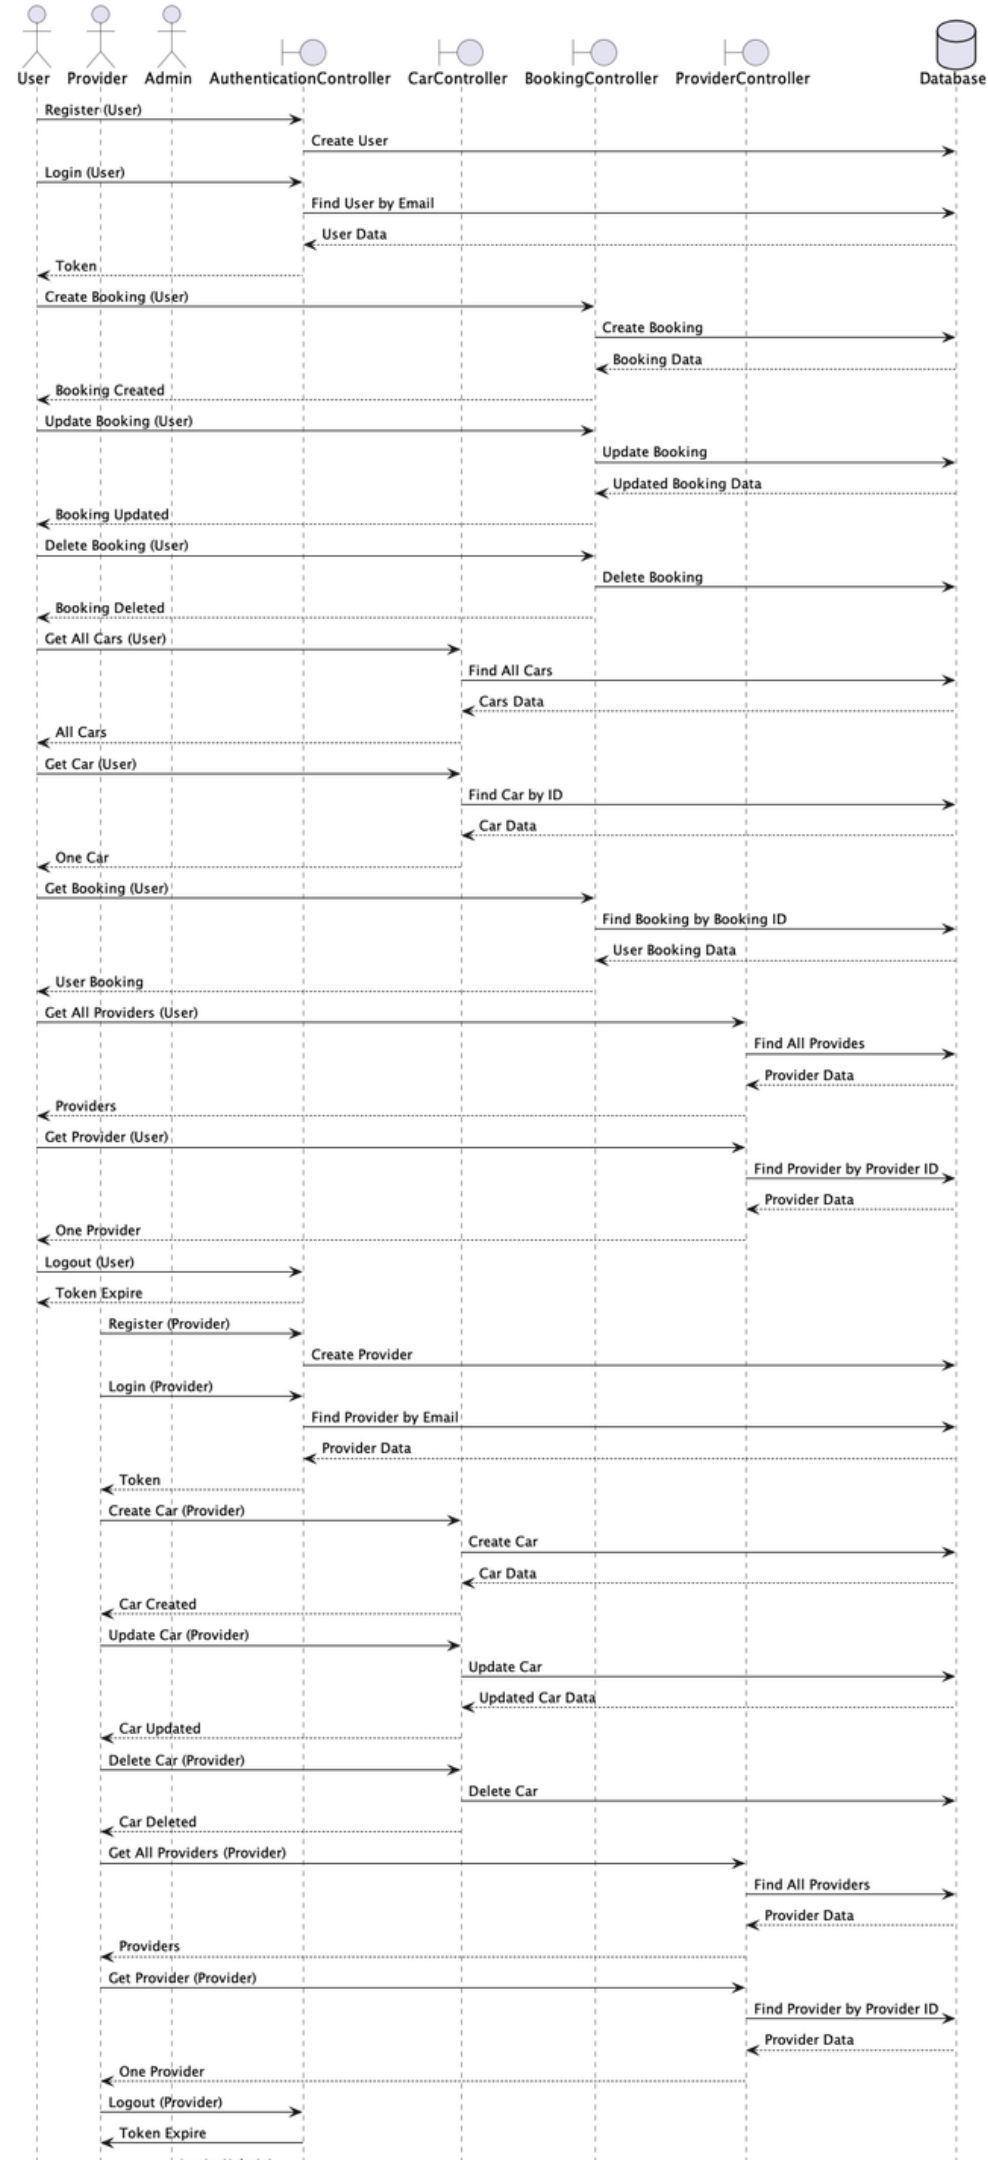 User
Provider
Admin
AuthenticationController
CarController
BookingController
ProviderController
Database
Register (User)
Create User
Login (User)
Find User by Email
User Data
Token
Create Booking (User)
Create Booking
Booking Data
Booking Created
Update Booking (User)
Update Booking
Updated Booking Data
Booking Updated
Delete Booking (User)
Delete Booking
Booking Deleted
Get All Cars (User)
Find All Cars
Cars Data
All Cars
Get Car (User)
Find Car by ID
Car Data
One Car
Get Booking (User)
Find Booking by Booking ID
User Booking Data
User Booking
Get All Providers (User)
Find All Provides
Provider Data
Providers
Get Provider (User)
Find Provider by Provider ID
Provider Data
One Provider
Logout (User)
Token Expire
Register (Provider)
Create Provider
Login (Provider)
Find Provider by Email
Provider Data
Token
Create Car (Provider)
Create Car
Car Data
Car Created
Update Car (Provider)
Update Car
Updated Car Data
Car Updated
Delete Car (Provider)
Delete Car
Car Deleted
Get All Providers (Provider)
Find All Providers
Provider Data
Providers
Get Provider (Provider)
Find Provider by Provider ID
Provider Data
One Provider
Logout (Provider)
Token Expire